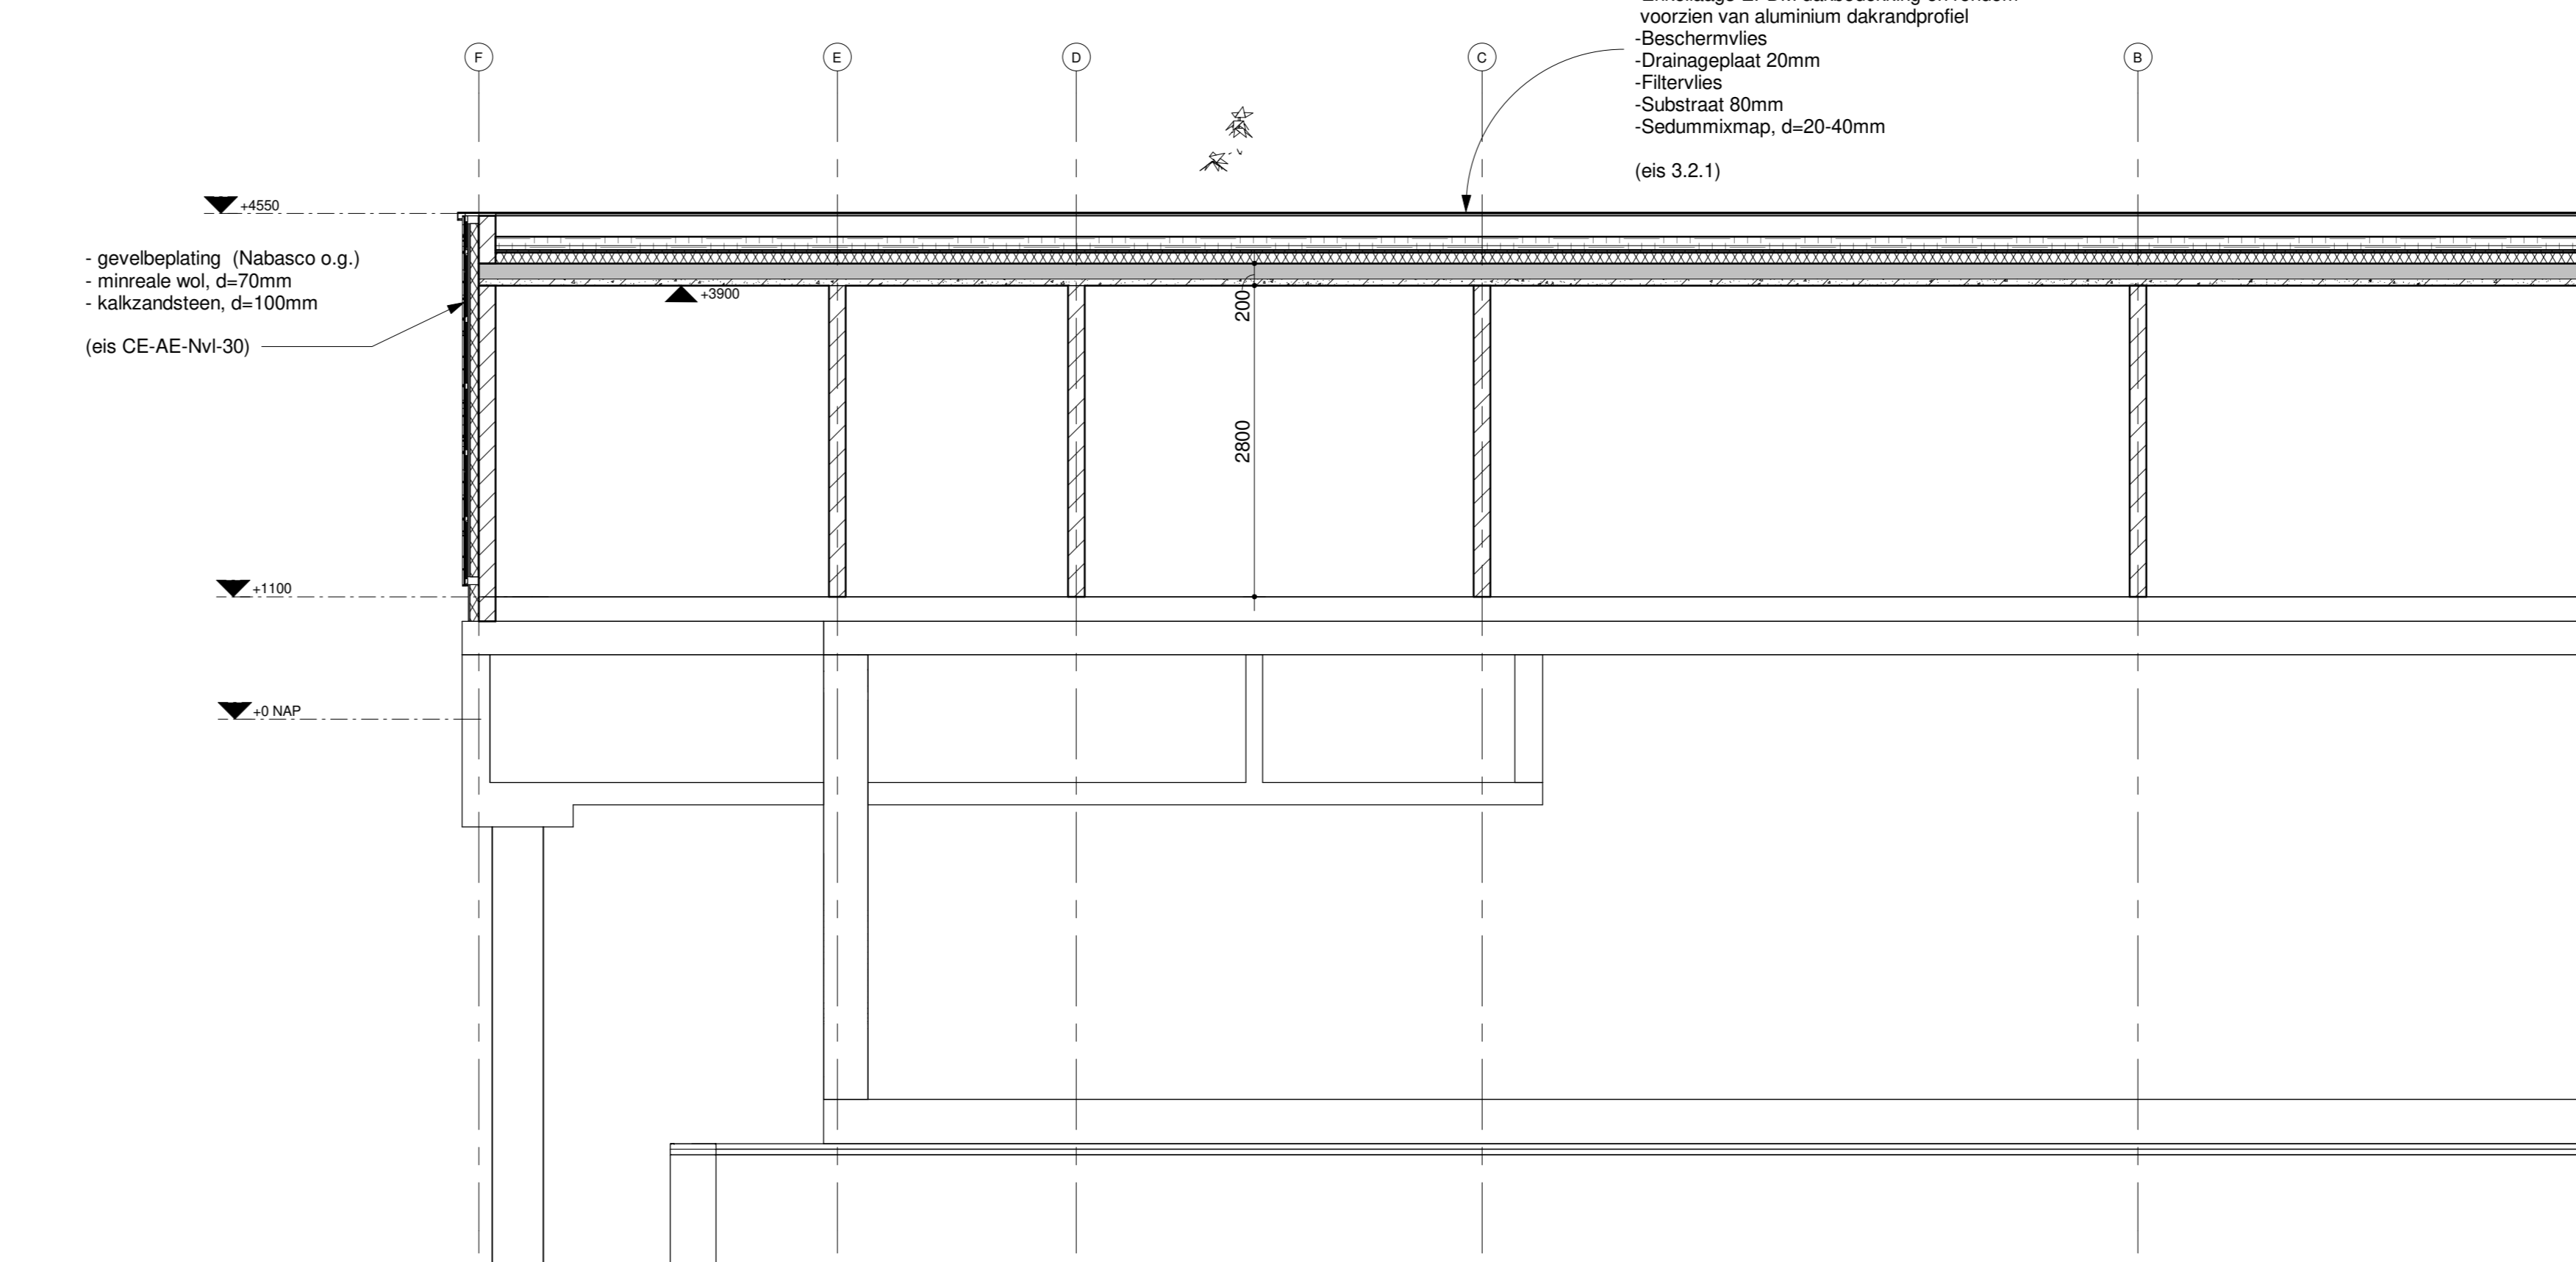 voorzien van aluminium dakrandprofiel
-Beschermvlies
-Drainageplaat 20mm
-Filtervlies
-Substraat 80mm
-Sedummixmap, d=20-40mm
(eis 3.2.1)
F
E
D
C
B
+4550
- gevelbeplating (Nabasco o.g.)
- minreale wol, d=70mm
- kalkzandsteen, d=100mm
(eis CE-AE-Nvl-30)
+3900
200
2800
+1100
+0 NAP